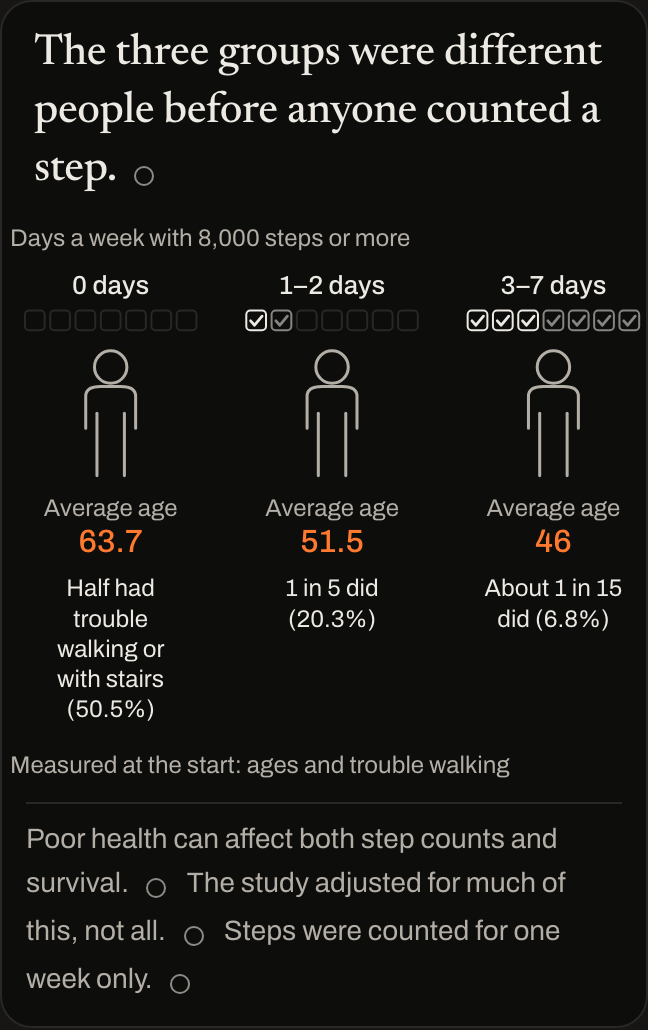 The three groups were different
people before anyone counted a
step.
Days a week with 8,000 steps or more
0 days
1–2 days
3–7 days
Average age
63.7
Average age
51.5
Average age
46
Half had
trouble
walking or
with stairs
(50.5%)
1 in 5 did
(20.3%)
About 1 in 15
did (6.8%)
Measured at the start: ages and trouble walking
Poor health can affect both step counts and
survival. The study adjusted for much of
this, not all. Steps were counted for one
week only.